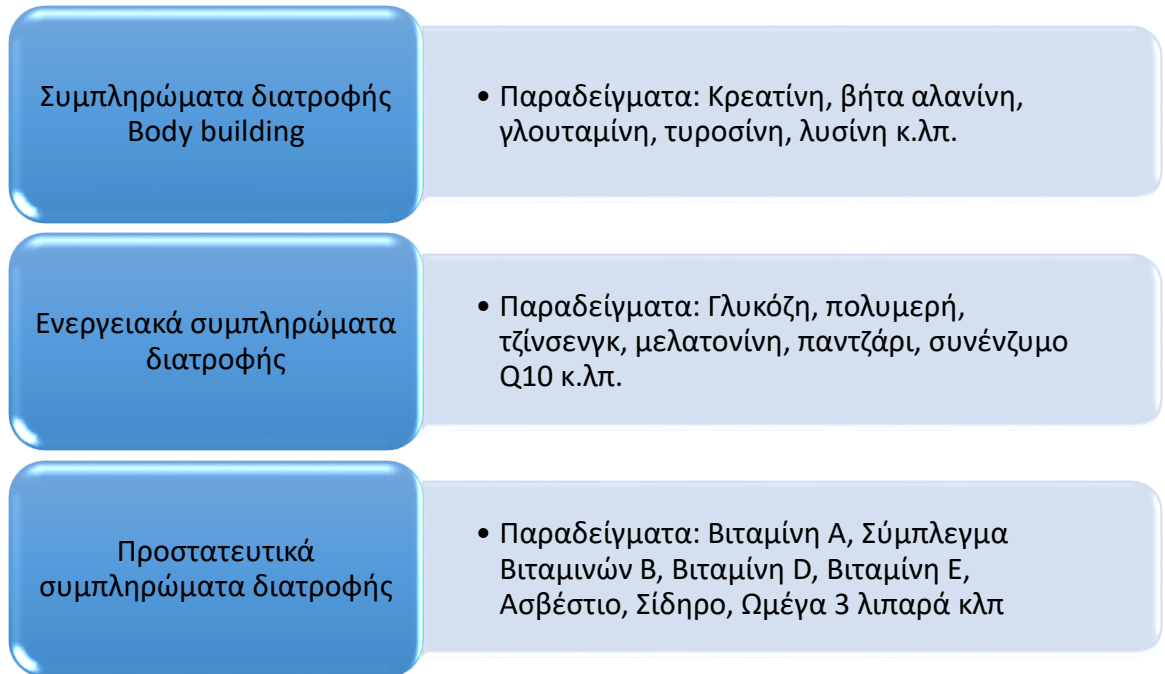 Συμπληρώματα διατροφής
Body building
• Παραδείγματα: Κρεατίνη, βήτα αλανίνη,
γλουταμίνη, τυροσίνη, λυσίνη κ.λπ.
Ενεργειακά συμπληρώματα
διατροφής
• Παραδείγματα: Γλυκόζη, πολυμερή,
τζίνσενγκ, μελατονίνη, παντζάρι, συνένζυμο
Q10 κ.λπ.
Προστατευτικά
συμπληρώματα διατροφής
• Παραδείγματα: Βιταμίνη Α, Σύμπλεγμα
Βιταμινών Β, Βιταμίνη D, Βιταμίνη Ε,
Ασβέστιο, Σίδηρο, Ωμέγα 3 λιπαρά κλπ